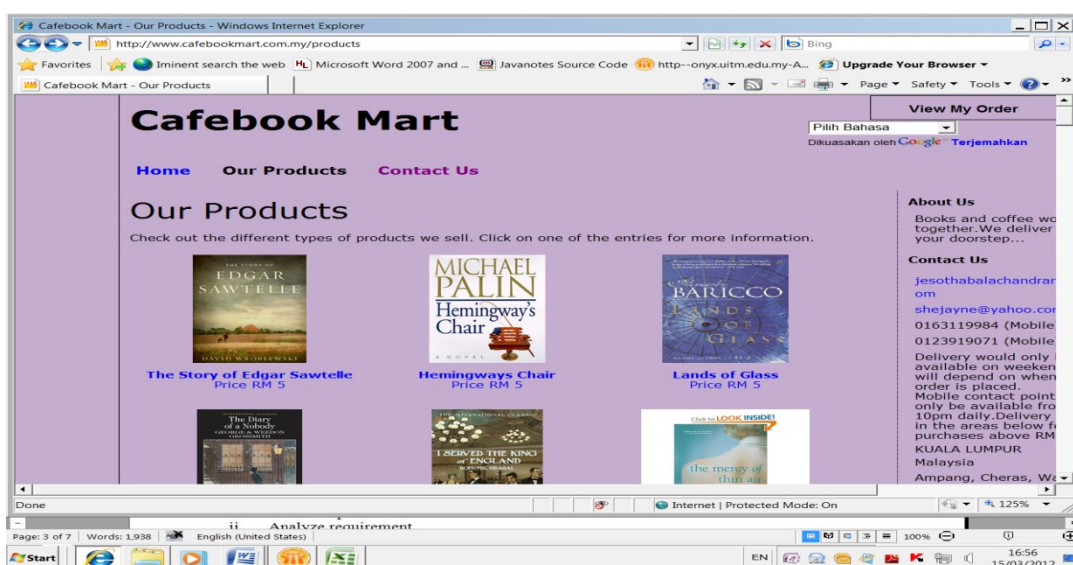 Cafebook Mart - Our Products - Windows Internet Explorer
http://www.cafebookmart.com.my/products
Bing
Favorites
Iminent search the web
Microsoft Word 2007 and ...
Javanotes Source Code
http--onyx.uitm.edu.my-A...
Upgrade Your Browser
Cafebook Mart - Our Products
Page
Safety
Tools
View My Order
Cafebook Mart
Pilih Bahasa
Dikuasakan oleh Google Terjemahkan
Home Our Products Contact Us
Our Products
Check out the different types of products we sell. Click on one of the entries for more information.
THE STORY OF
EDGAR
SAWTELLE
DAVID WROBLEWSKI
MICHAEL
PALIN
Hemingway's
Chair
A NOVEL
BARICCO
LANDS
OF
GLASS
The Story of Edgar Sawtelle
Price RM 5
Hemingways Chair
Price RM 5
Lands of Glass
Price RM 5
The Diary
of a Nobody
GEORGE & WEEDON
GROSSMITH
THE INTERNATIONAL CLASSIC
I SERVED THE KING
of ENGLAND
BOHUMIL HRABAL
Click to LOOK INSIDE!
the mercy of
thin air
About Us
Books and coffee wo
together.We deliver
your doorstep...
Contact Us
jesothabalachandrar
om
shejayne@yahoo.cor
0163119984 (Mobile
0123919071 (Mobile
Delivery would only
available on weeken
will depend on when
order is placed.
Mobile contact point
only be available fro
10pm daily.Delivery
in the areas below f
purchases above RM
KUALA LUMPUR
Malaysia
Ampang, Cheras, Wa
Done
Internet | Protected Mode: On
125%
ii Analyze requirement
Page: 3 of 7
Words: 1,938
English (United States)
100%
Start
EN
16:56
15/03/2012